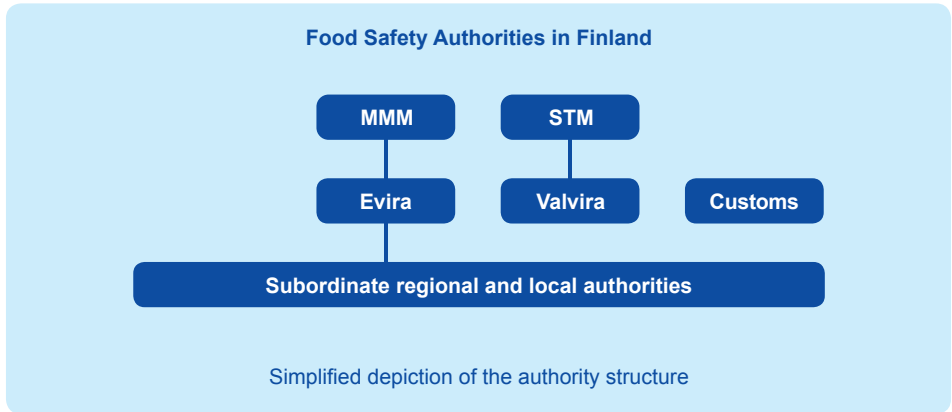 Food Safety Authorities in Finland
MMM
STM
Evira
Valvira
Customs
Subordinate regional and local authorities
Simplified depiction of the authority structure